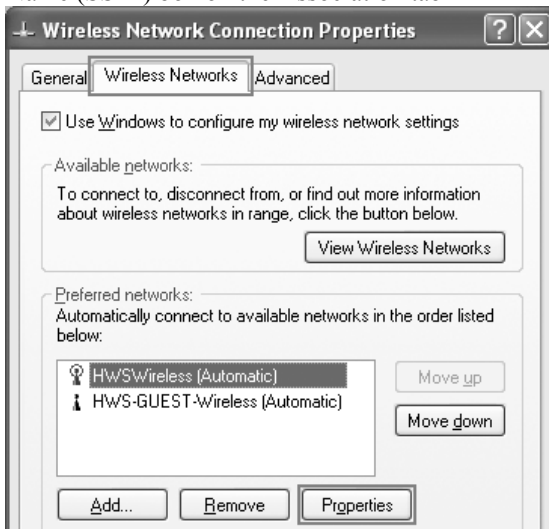 Wireless Network Connection Properties
General Wireless Networks Advanced
Use Windows to configure my wireless network settings
Available networks:
To connect to, disconnect from, or find out more information
about wireless networks in range, click the button below.
View Wireless Networks
Preferred networks:
Automatically connect to available networks in the order listed
below:
HWSWireless (Automatic)
Move up
HWS-GUEST-Wireless (Automatic)
Move down
Add... Remove Properties